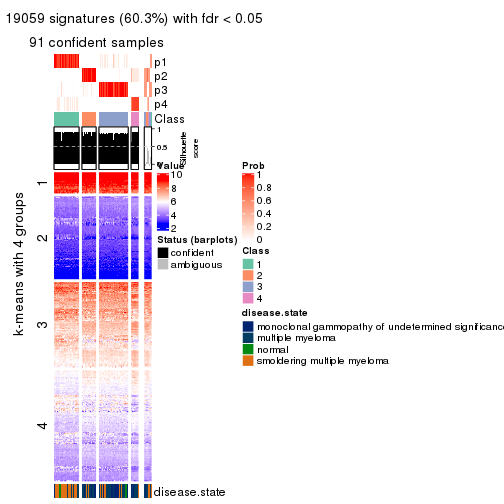 19059 signatures (60.3%) with fdr < 0.05
91 confident samples
p1
p2
p3
p4
Class
1
0.5
0
Silhouette
score
k-means with 4 groups
1
2
3
4
disease.state
Value
10
8
6
4
2
Status (barplots)
confident
ambiguous
Prob
1
0.8
0.6
0.4
0.2
0
Class
1
2
3
4
disease.state
monoclonal gammopathy of undetermined significance
multiple myeloma
normal
smoldering multiple myeloma